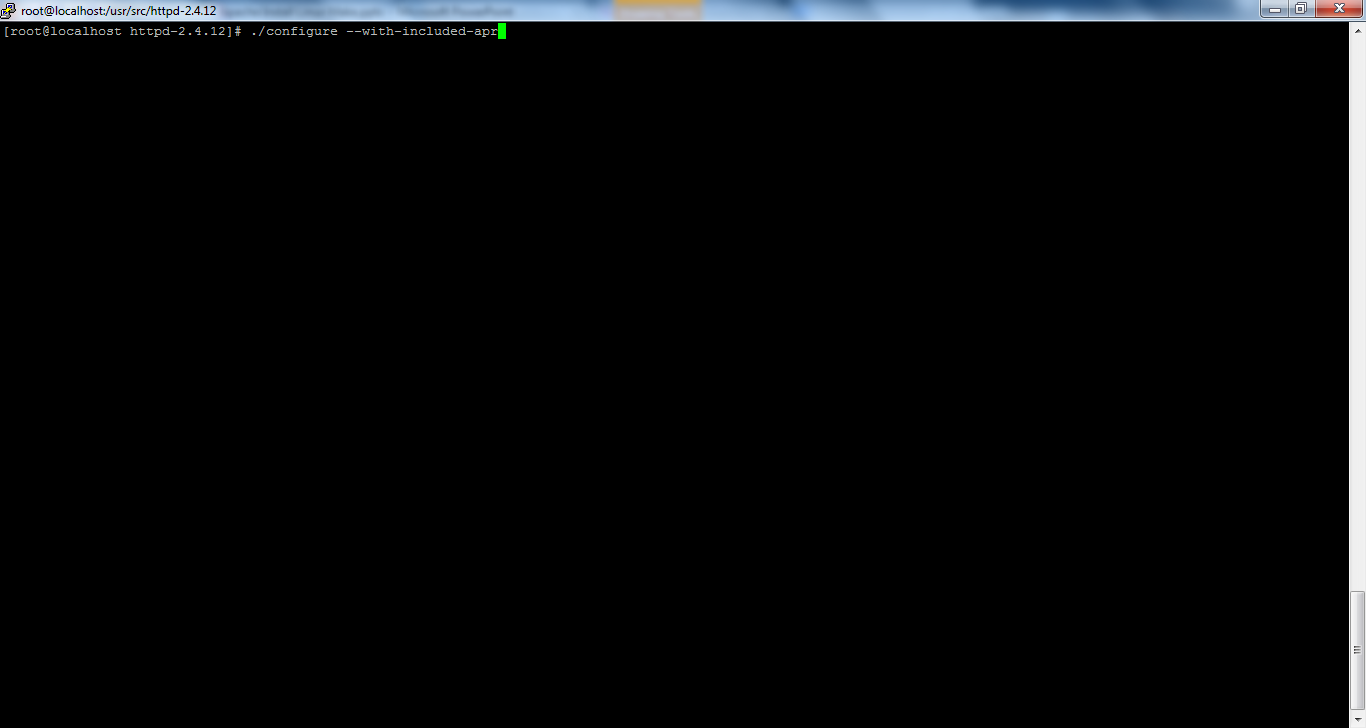 root@localhost:/usr/src/httpd-2.4.12
[root@localhost httpd-2.4.12]# ./configure --with-included-apr